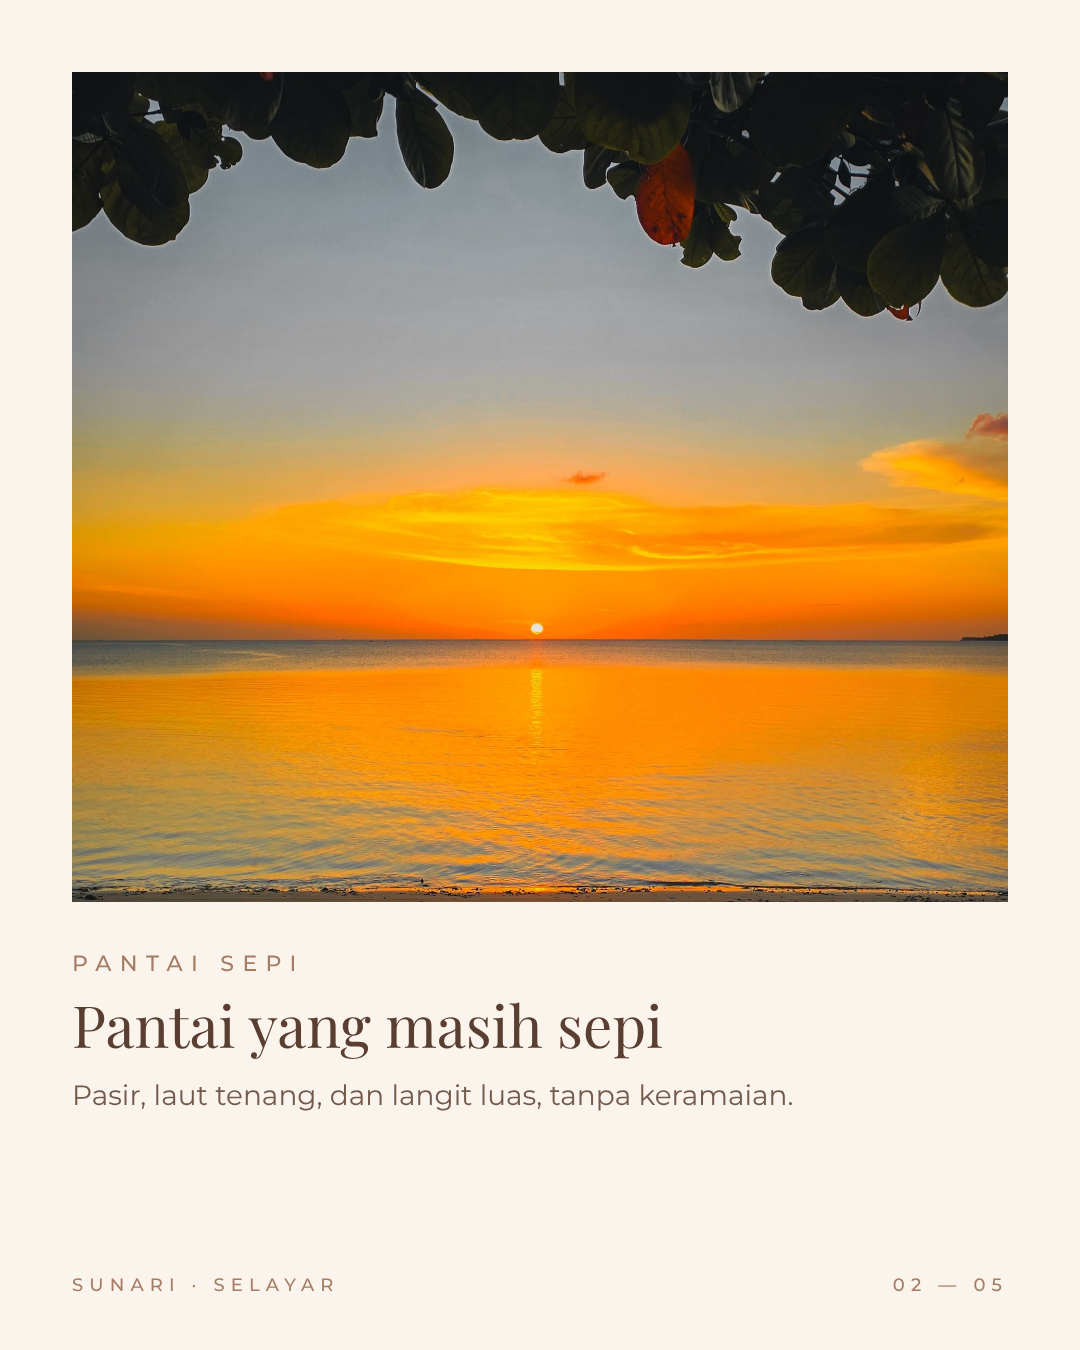 PANTAI SEPI
Pantai yang masih sepi
Pasir, laut tenang, dan langit luas, tanpa keramaian.
SUNARI · SELAYAR
02 — 05